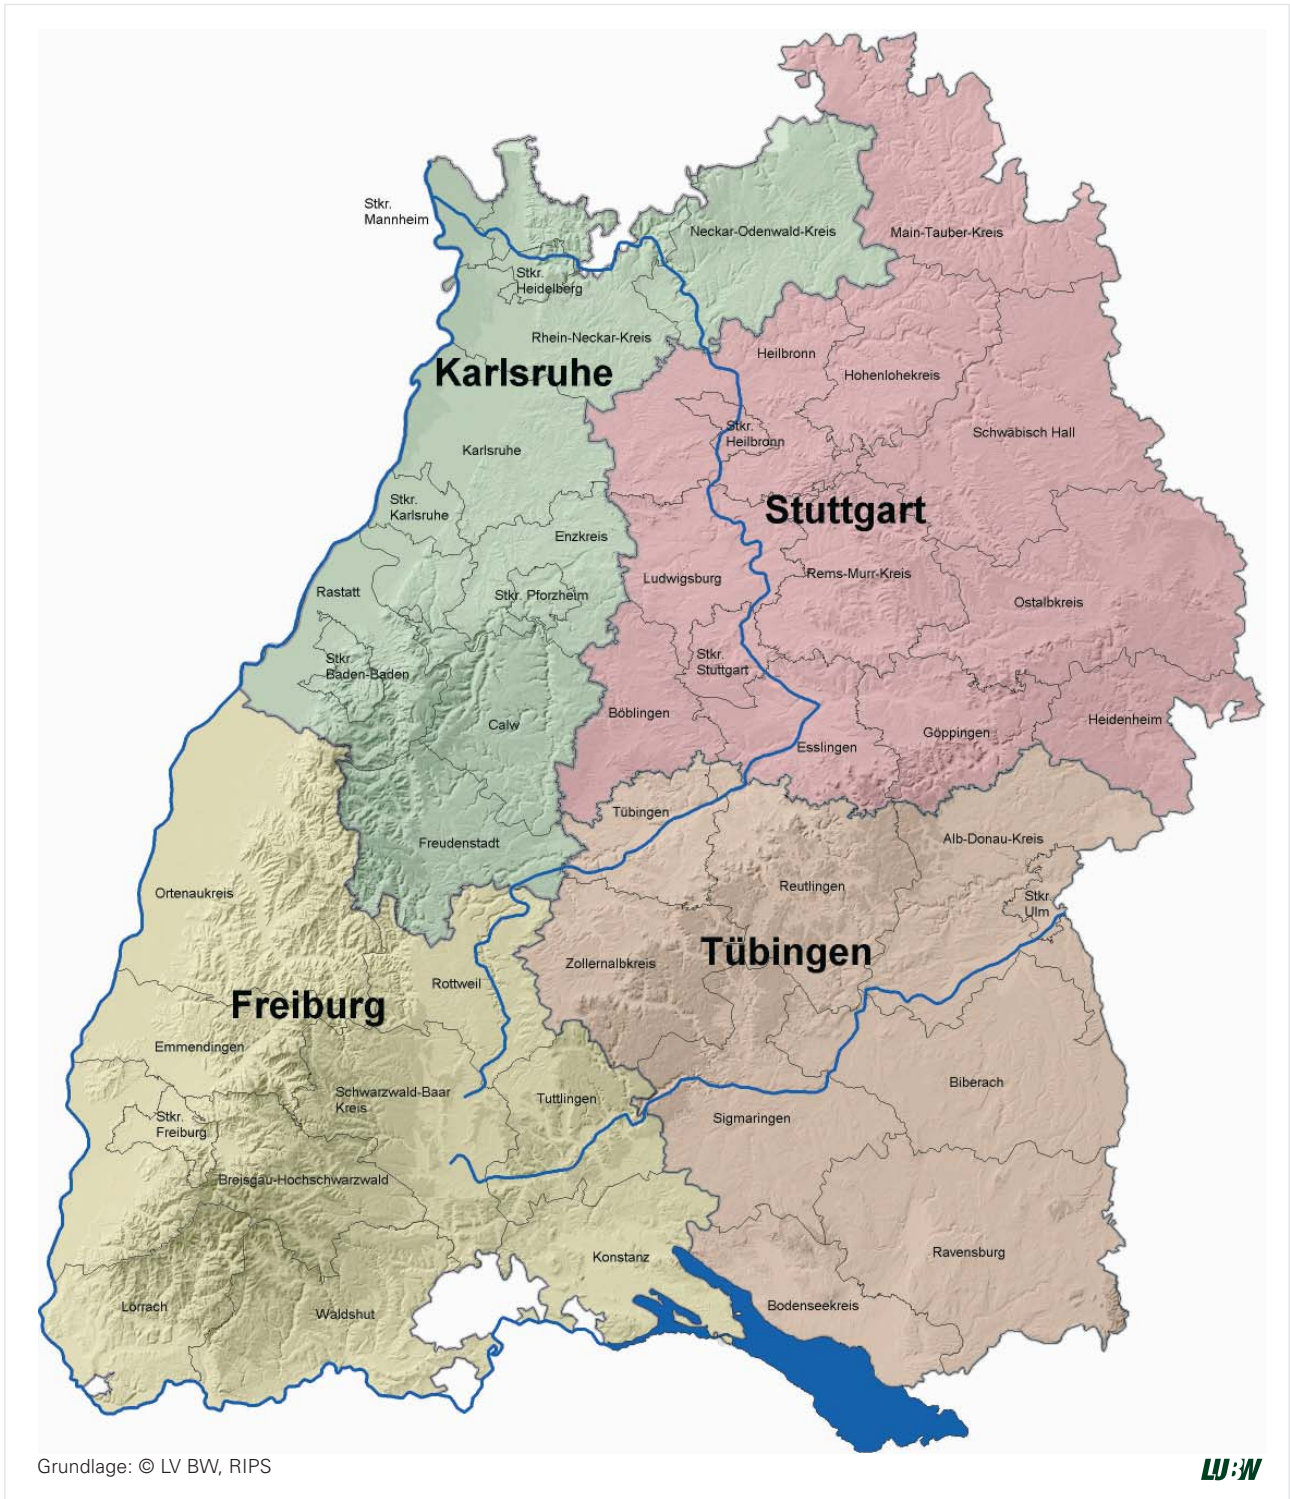 Stkr.
Mannheim
Neckar-Odenwald-Kreis
Main-Tauber-Kreis
Stkr.
Heidelberg
Rhein-Neckar-Kreis
Heilbronn
Karlsruhe
Hohenlohekreis
Stkr.
Heilbronn
Schwäbisch Hall
Karlsruhe
Stkr.
Karlsruhe
Stuttgart
Enzkreis
Ludwigsburg
Rems-Murr-Kreis
Rastatt
Stkr. Pforzheim
Ostalbkreis
Stkr.
Baden-Baden
Stkr.
Stuttgart
Böblingen
Calw
Heidenheim
Göppingen
Esslingen
Tübingen
Freudenstadt
Alb-Donau-Kreis
Ortenaukreis
Reutlingen
Stkr.
Ulm
Tübingen
Zollernalbkreis
Rottweil
Freiburg
Emmendingen
Schwarzwald-Baar
Kreis
Tuttlingen
Biberach
Stkr.
Freiburg
Sigmaringen
Breisgau-Hochschwarzwald
Konstanz
Ravensburg
Lörrach
Waldshut
Bodenseekreis
Grundlage: © LV BW, RIPS
LUBW